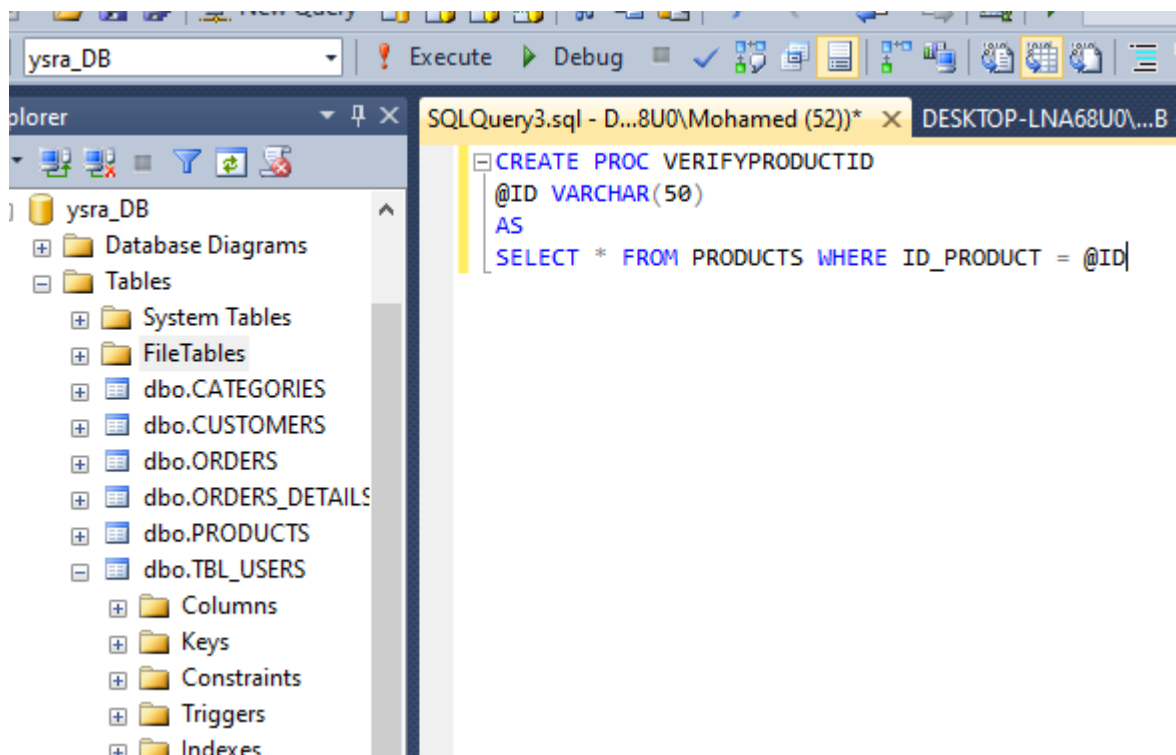 New Query
ysra_DB
Execute
Debug
plorer
SQLQuery3.sql - D...8U0\Mohamed (52))*
DESKTOP-LNA68U0\...B
ysra_DB
Database Diagrams
Tables
System Tables
FileTables
dbo.CATEGORIES
dbo.CUSTOMERS
dbo.ORDERS
dbo.ORDERS_DETAILS
dbo.PRODUCTS
dbo.TBL_USERS
Columns
Keys
Constraints
Triggers
Indexes
CREATE PROC VERIFYPRODUCTID
@ID VARCHAR(50)
AS
SELECT * FROM PRODUCTS WHERE ID_PRODUCT = @ID